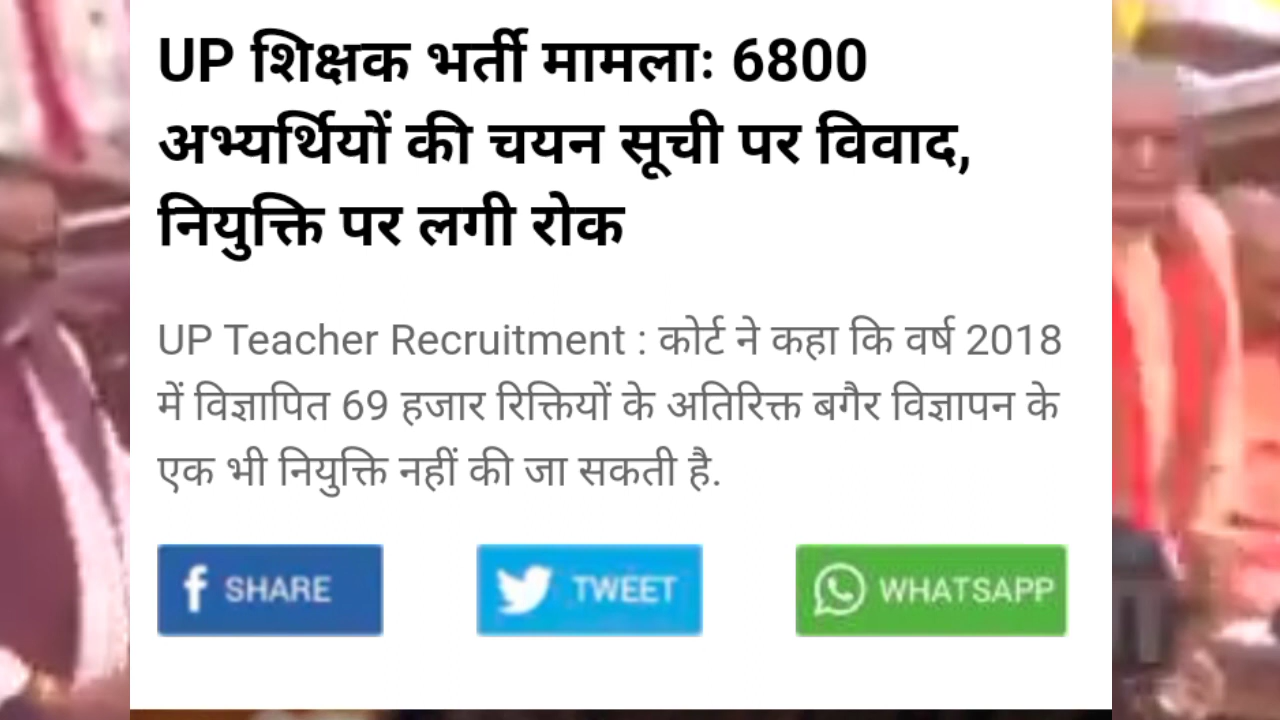 UP शिक्षक भर्ती मामलाः 6800
अभ्यर्थियों की चयन सूची पर विवाद,
नियुक्ति पर लगी रोक
UP Teacher Recruitment : कोर्ट ने कहा कि वर्ष 2018
में विज्ञापित 69 हजार रिक्तियों के अतिरिक्त बगैर विज्ञापन के
एक भी नियुक्ति नहीं की जा सकती है.
SHARE TWEET WHATSAPP